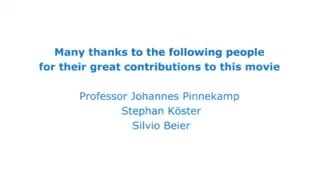 Many thanks to the following people
for their great contributions to this movie
Professor Johannes Pinnekamp
Stephan Köster
Silvio Beier